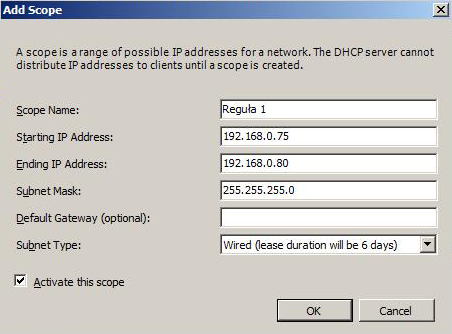 Add Scope
A scope is a range of possible IP addresses for a network. The DHCP server cannot
distribute IP addresses to clients until a scope is created.
Scope Name: Reguła 1
Starting IP Address: 192.168.0.75
Ending IP Address: 192.168.0.80
Subnet Mask: 255.255.255.0
Default Gateway (optional):
Subnet Type: Wired (lease duration will be 6 days)
Activate this scope
OK Cancel